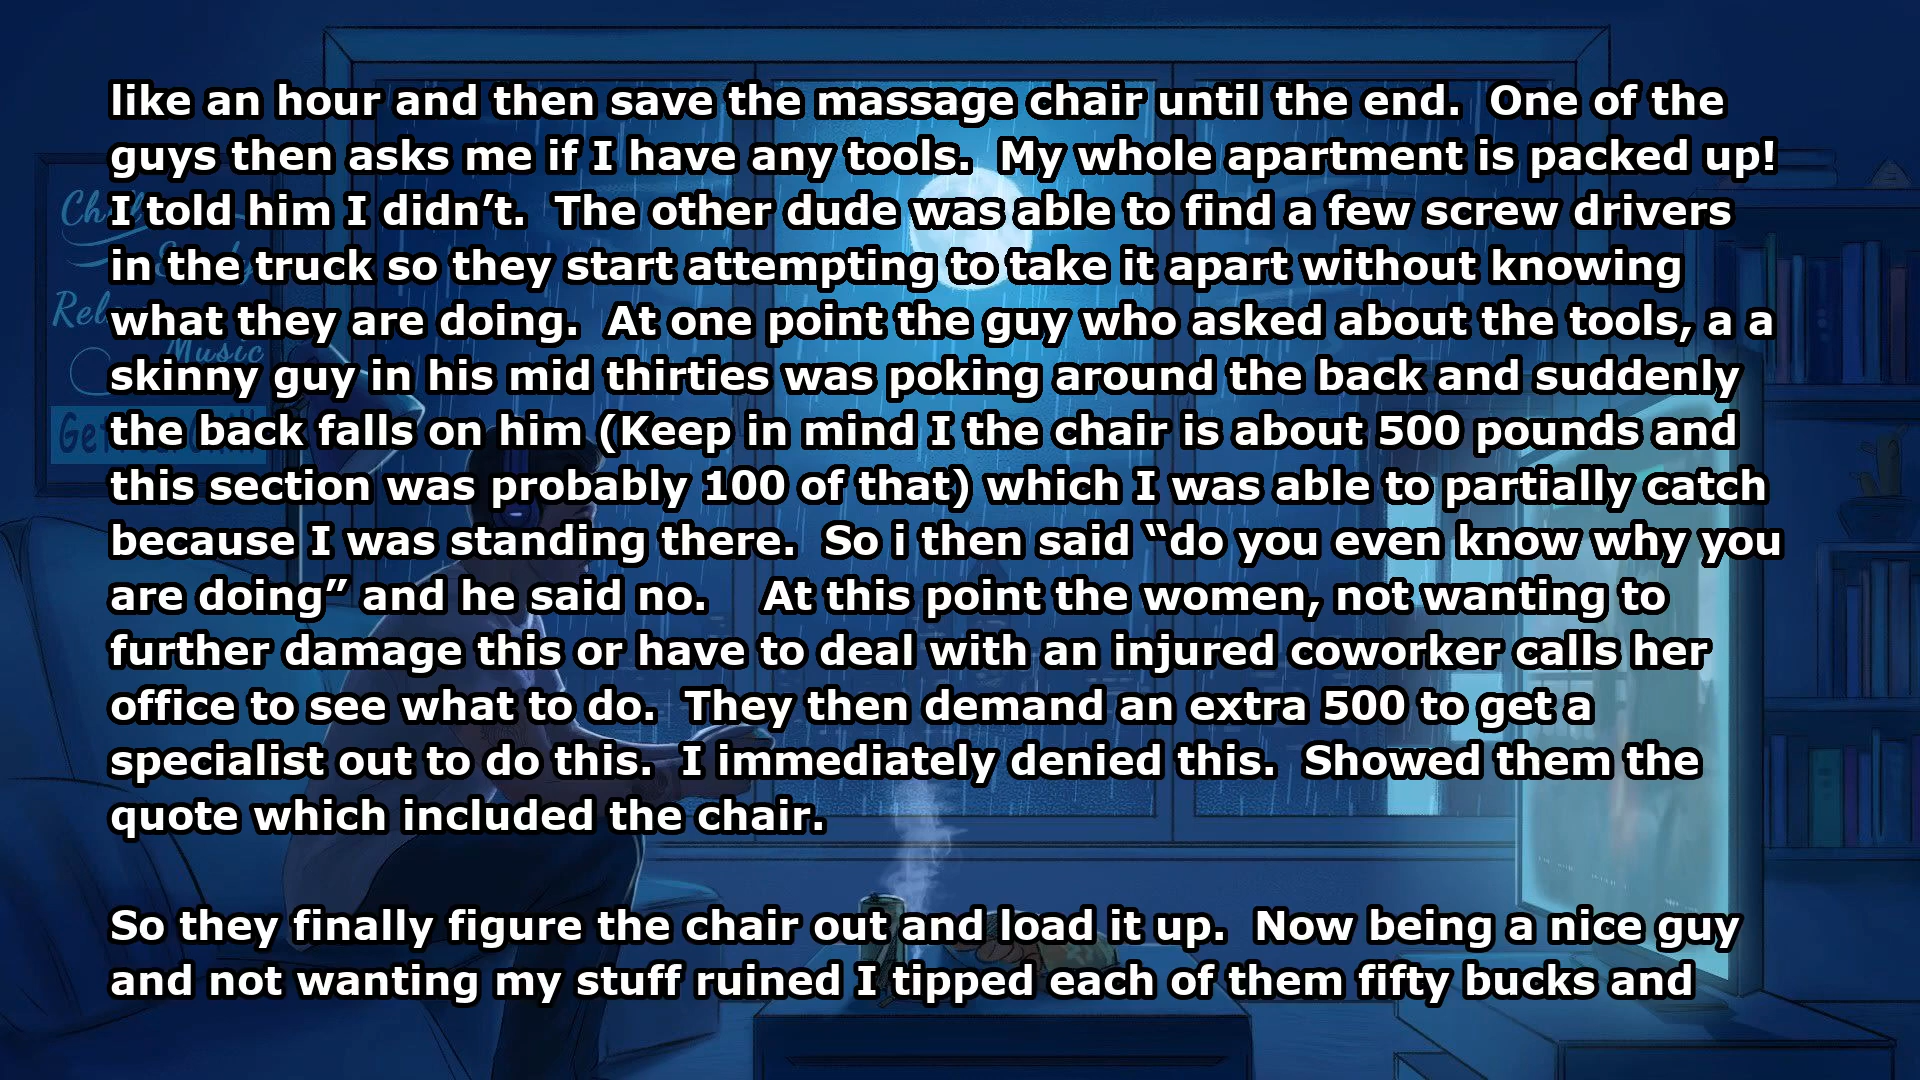 like an hour and then save the massage chair until the end.  One of the
guys then asks me if I have any tools.  My whole apartment is packed up!
I told him I didn’t.  The other dude was able to find a few screw drivers
in the truck so they start attempting to take it apart without knowing
what they are doing.  At one point the guy who asked about the tools, a a
skinny guy in his mid thirties was poking around the back and suddenly
the back falls on him (Keep in mind I the chair is about 500 pounds and
this section was probably 100 of that) which I was able to partially catch
because I was standing there.  So i then said “do you even know why you
are doing” and he said no.    At this point the women, not wanting to
further damage this or have to deal with an injured coworker calls her
office to see what to do.  They then demand an extra 500 to get a
specialist out to do this.  I immediately denied this.  Showed them the
quote which included the chair.
So they finally figure the chair out and load it up.  Now being a nice guy
and not wanting my stuff ruined I tipped each of them fifty bucks and
Music